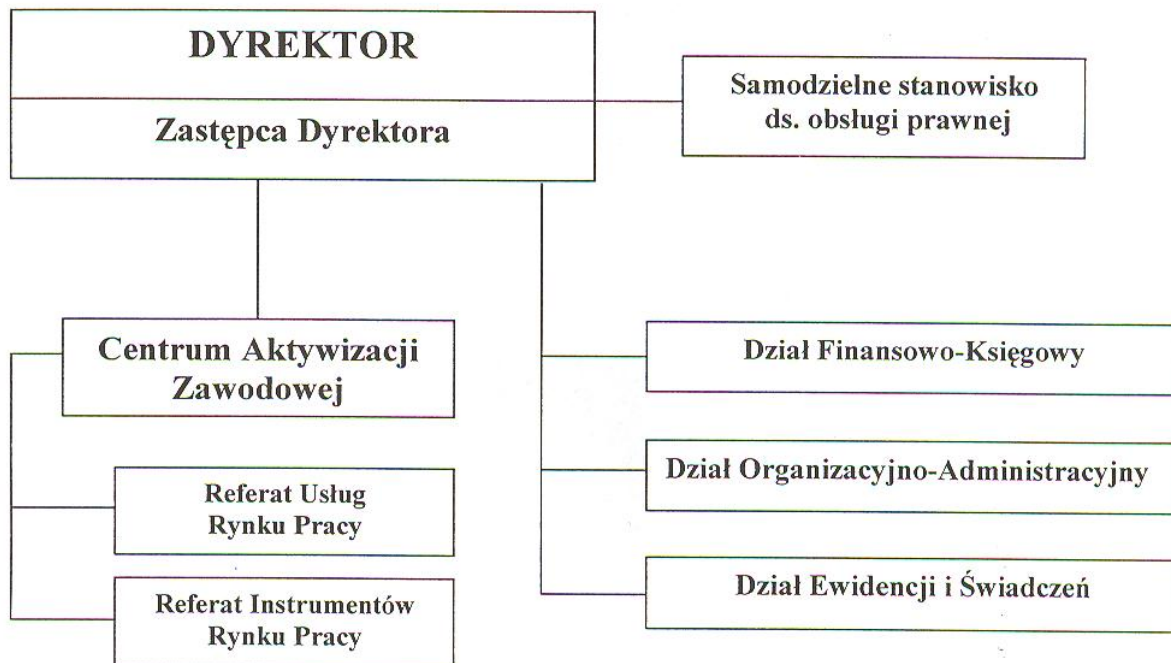 DYREKTOR
Zastępca Dyrektora
Samodzielne stanowisko
ds. obsługi prawnej
Centrum Aktywizacji
Zawodowej
Referat Usług
Rynku Pracy
Referat Instrumentów
Rynku Pracy
Dział Finansowo-Księgowy
Dział Organizacyjno-Administracyjny
Dział Ewidencji i Świadczeń